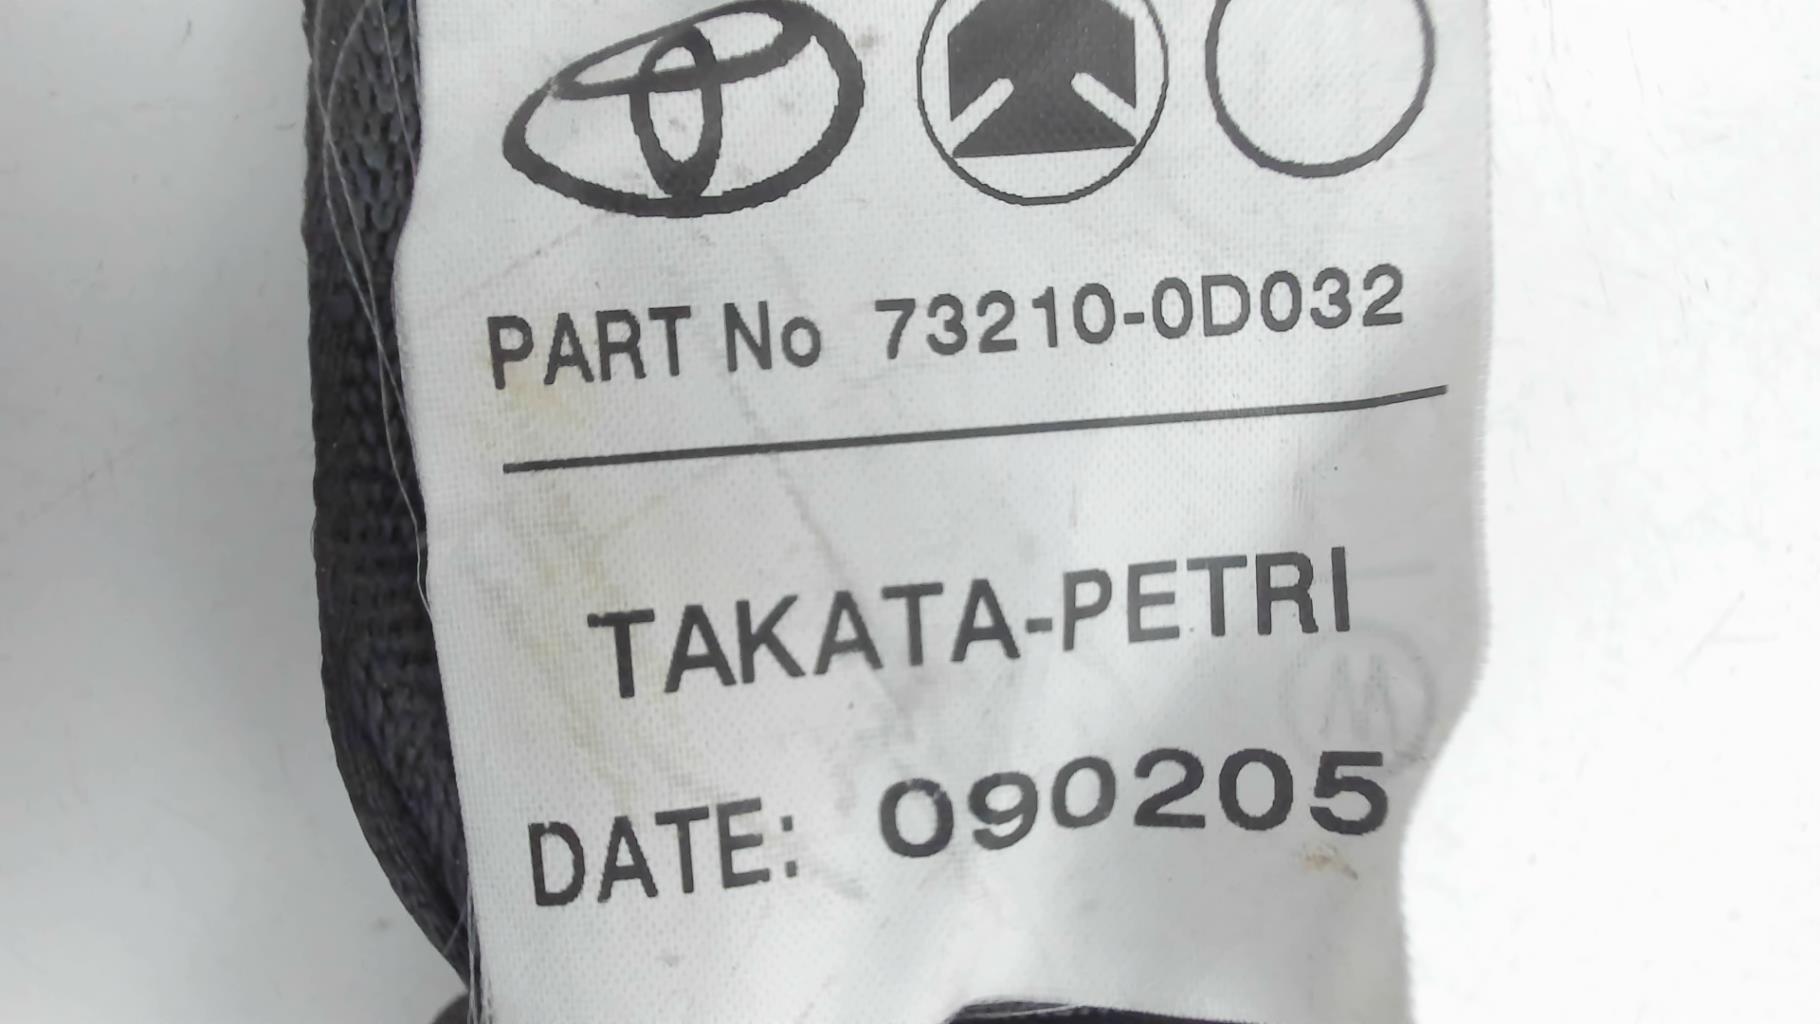 PART No 73210-0D032
TAKATA-PETRI
DATE: 090205